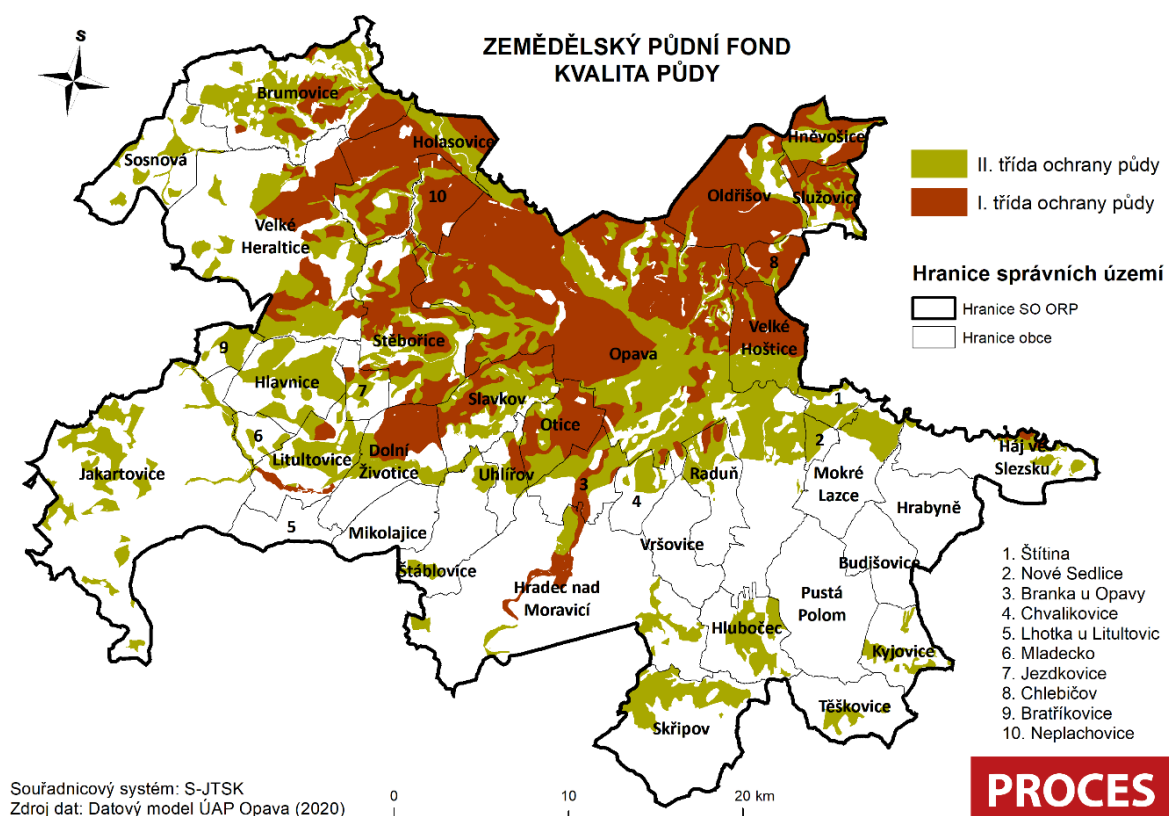 S
ZEMĚDĚLSKÝ PŮDNÍ FOND
KVALITA PŮDY
Brumovice
Sosnová
Holasovice
10
Velké
Heraltice
Hněvošice
Oldřišov
Služovice
8
Velké
Hoštice
Opava
Stěbořice
9
Hlavnice
7
Slavkov
Otice
6
Litultovice
Dolní
Životice
Jakartovice
Uhlířov
3
Raduň
4
1
2
Mokré
Lazce
Háj ve
Slezsku
Hrabyně
5
Mikolajice
Štáblovice
Vršovice
Hradec nad
Moravicí
Budišovice
Pustá
Polom
Hlubočec
Kyjovice
Těškovice
Skřipov
II. třída ochrany půdy
I. třída ochrany půdy
Hranice správních území
Hranice SO ORP
Hranice obce
1. Štítina
2. Nové Sedlice
3. Branka u Opavy
4. Chvalikovice
5. Lhotka u Litultovic
6. Mladecko
7. Jezdkovice
8. Chlebičov
9. Bratříkovice
10. Neplachovice
Souřadnicový systém: S-JTSK
Zdroj dat: Datový model ÚAP Opava (2020)
0 10 20 km
PROCES